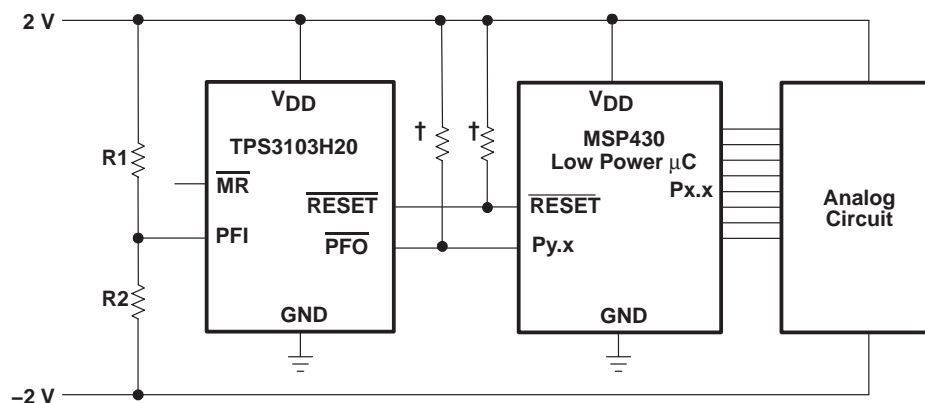 2 V
VDD
TPS3103H20
R1
MR
RESET
PFI
PFO
R2
GND
†
†
VDD
MSP430
Low Power μC
Px.x
RESET
Py.x
GND
Analog
Circuit
–2 V